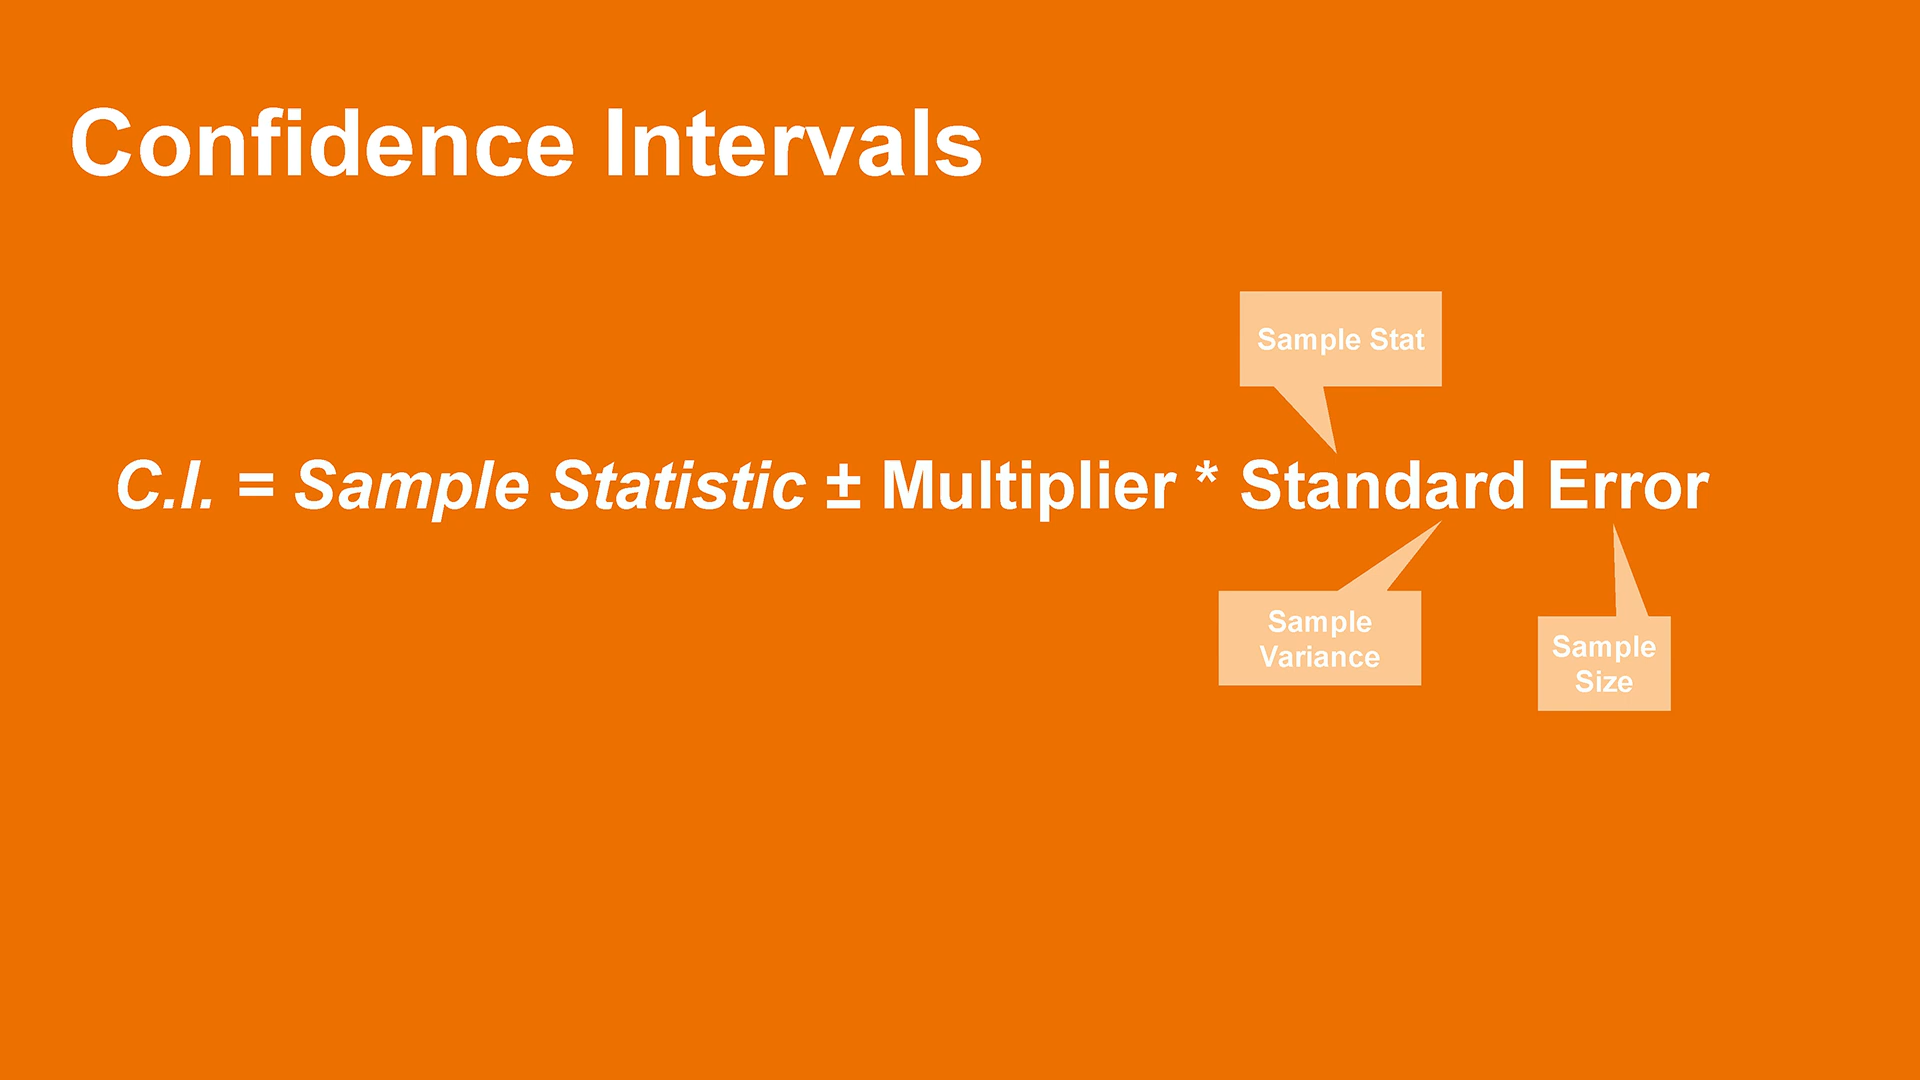 Confidence Intervals
Sample Stat
C.I. = Sample Statistic ± Multiplier * Standard Error
Sample
Variance
Sample
Size